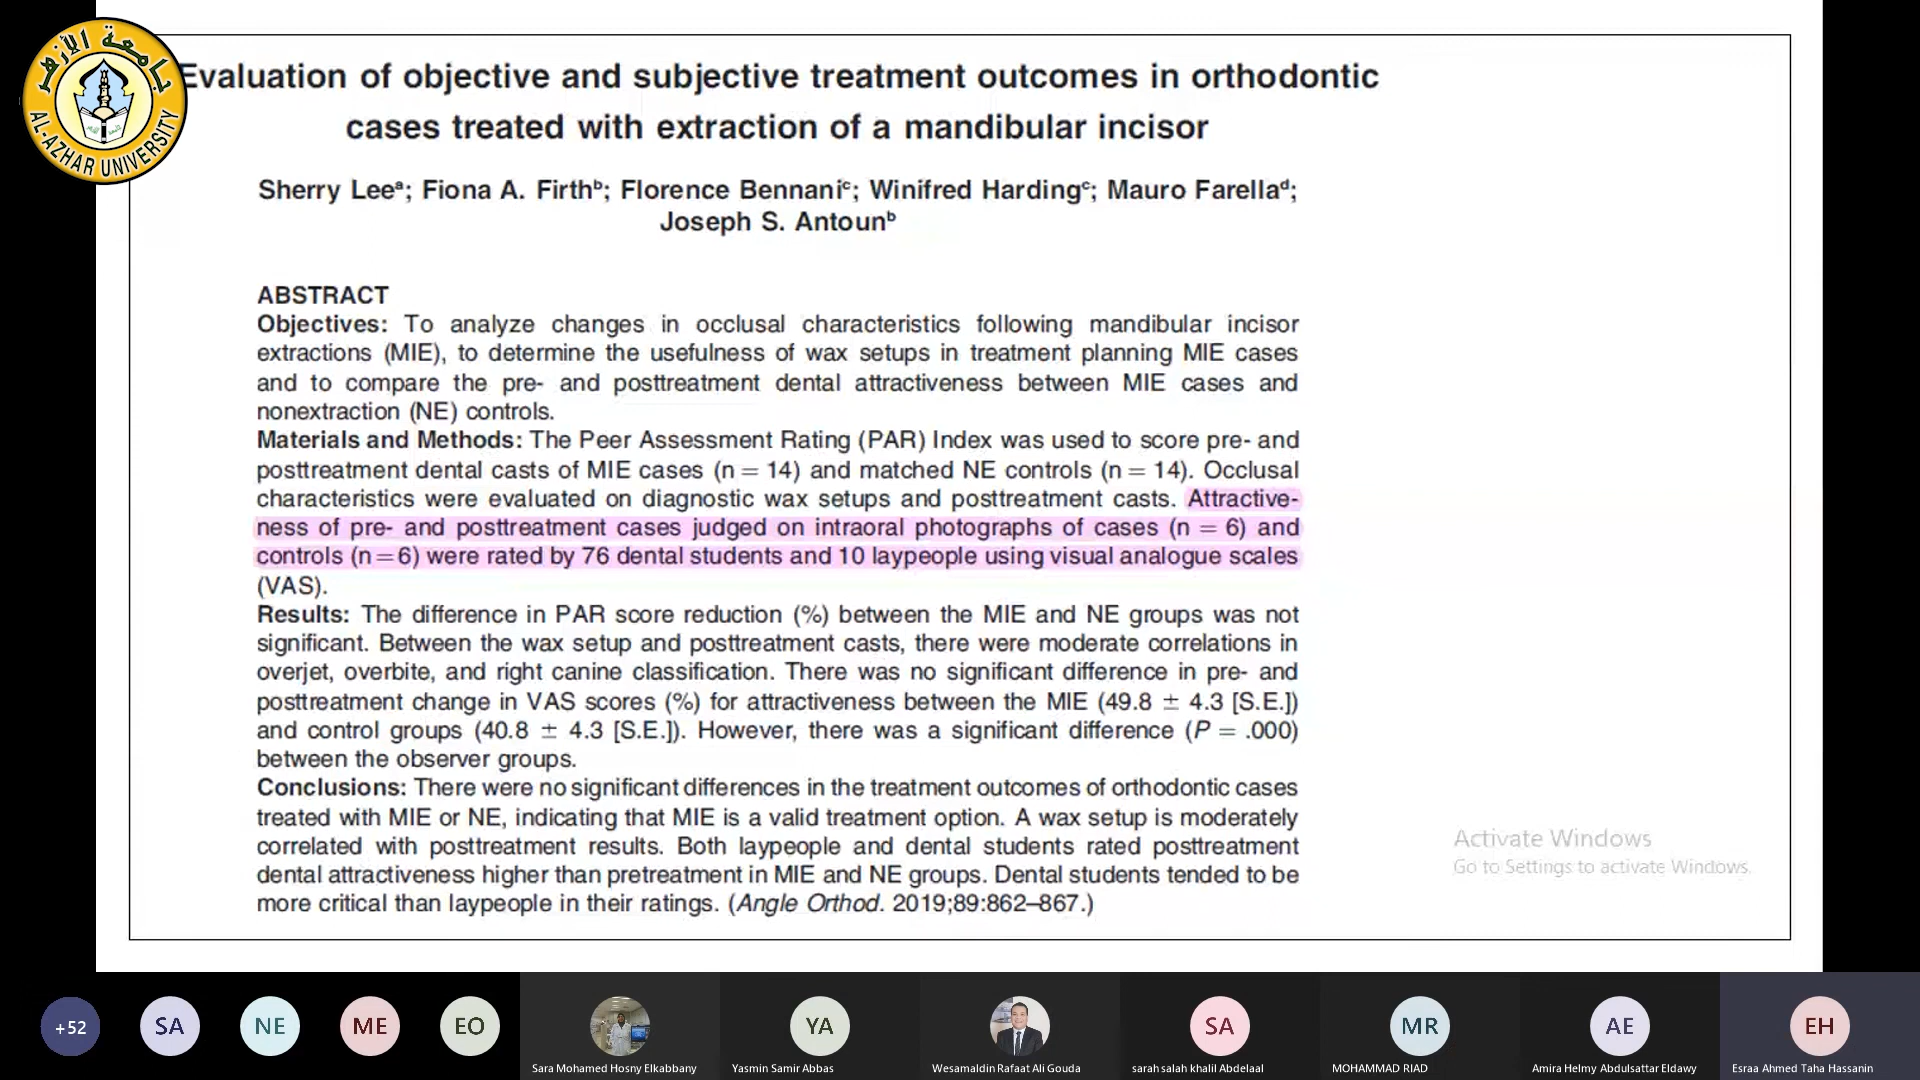 جامعة الأزهر
AL-AZHAR UNIVERSITY
Evaluation of objective and subjective treatment outcomes in orthodontic
cases treated with extraction of a mandibular incisor
Sherry Leeᵃ; Fiona A. Firthᵇ; Florence Bennaniᶜ; Winifred Hardingᶜ; Mauro Farellaᵈ;
Joseph S. Antounᵇ
ABSTRACT
Objectives: To analyze changes in occlusal characteristics following mandibular incisor
extractions (MIE), to determine the usefulness of wax setups in treatment planning MIE cases
and to compare the pre- and posttreatment dental attractiveness between MIE cases and
nonextraction (NE) controls.
Materials and Methods: The Peer Assessment Rating (PAR) Index was used to score pre- and
posttreatment dental casts of MIE cases (n = 14) and matched NE controls (n = 14). Occlusal
characteristics were evaluated on diagnostic wax setups and posttreatment casts. Attractive-
ness of pre- and posttreatment cases judged on intraoral photographs of cases (n = 6) and
controls (n = 6) were rated by 76 dental students and 10 laypeople using visual analogue scales
(VAS).
Results: The difference in PAR score reduction (%) between the MIE and NE groups was not
significant. Between the wax setup and posttreatment casts, there were moderate correlations in
overjet, overbite, and right canine classification. There was no significant difference in pre- and
posttreatment change in VAS scores (%) for attractiveness between the MIE (49.8 ± 4.3 [S.E.])
and control groups (40.8 ± 4.3 [S.E.]). However, there was a significant difference (P = .000)
between the observer groups.
Conclusions: There were no significant differences in the treatment outcomes of orthodontic cases
treated with MIE or NE, indicating that MIE is a valid treatment option. A wax setup is moderately
correlated with posttreatment results. Both laypeople and dental students rated posttreatment
dental attractiveness higher than pretreatment in MIE and NE groups. Dental students tended to be
more critical than laypeople in their ratings. (Angle Orthod. 2019;89:862–867.)
Activate Windows
Go to Settings to activate Windows.
+52
SA
NE
ME
EO
YA
SA
MR
AE
EH
Sara Mohamed Hosny Elkabbany
Yasmin Samir Abbas
Wesamaldin Rafaat Ali Gouda
sarah salah khalil Abdelaal
MOHAMMAD RIAD
Amira Helmy Abdulsattar Eldawy
Esraa Ahmed Taha Hassanin